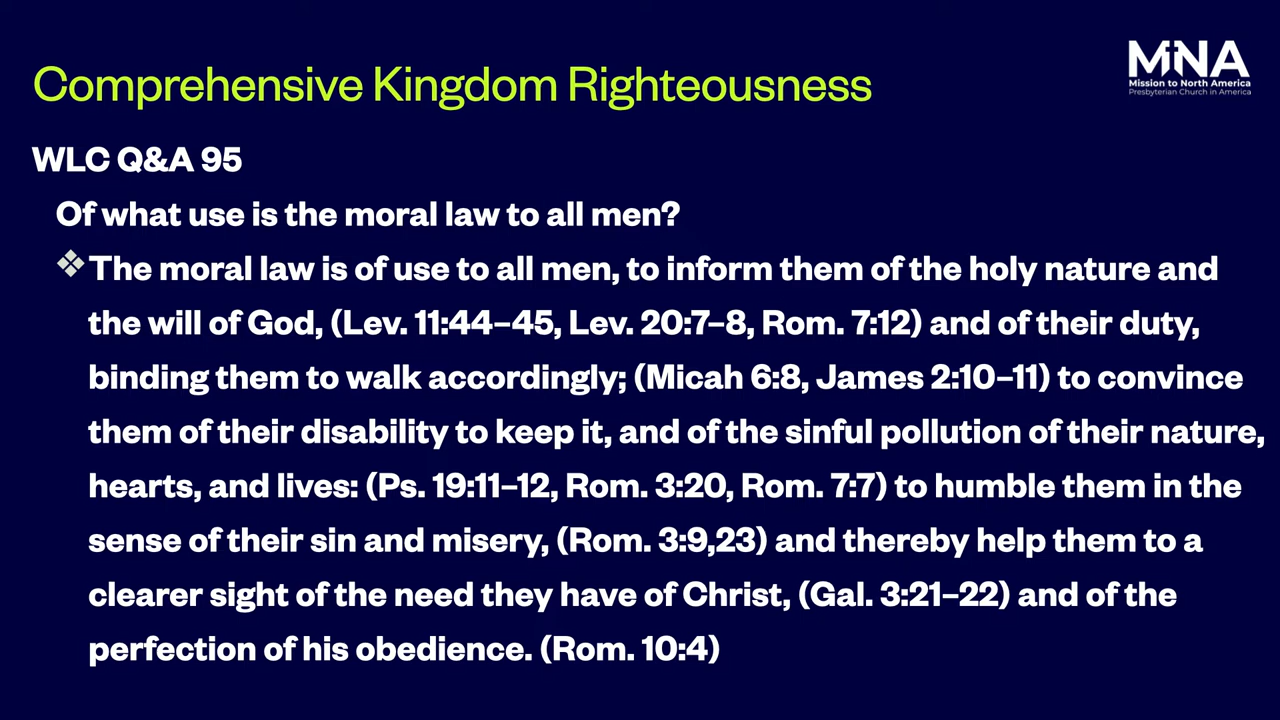 MNA
Mission to North America
Presbyterian Church in America
Comprehensive Kingdom Righteousness
WLC Q&A 95
Of what use is the moral law to all men?
❖The moral law is of use to all men, to inform them of the holy nature and
the will of God, (Lev. 11:44–45, Lev. 20:7–8, Rom. 7:12) and of their duty,
binding them to walk accordingly; (Micah 6:8, James 2:10–11) to convince
them of their disability to keep it, and of the sinful pollution of their nature,
hearts, and lives: (Ps. 19:11–12, Rom. 3:20, Rom. 7:7) to humble them in the
sense of their sin and misery, (Rom. 3:9,23) and thereby help them to a
clearer sight of the need they have of Christ, (Gal. 3:21–22) and of the
perfection of his obedience. (Rom. 10:4)